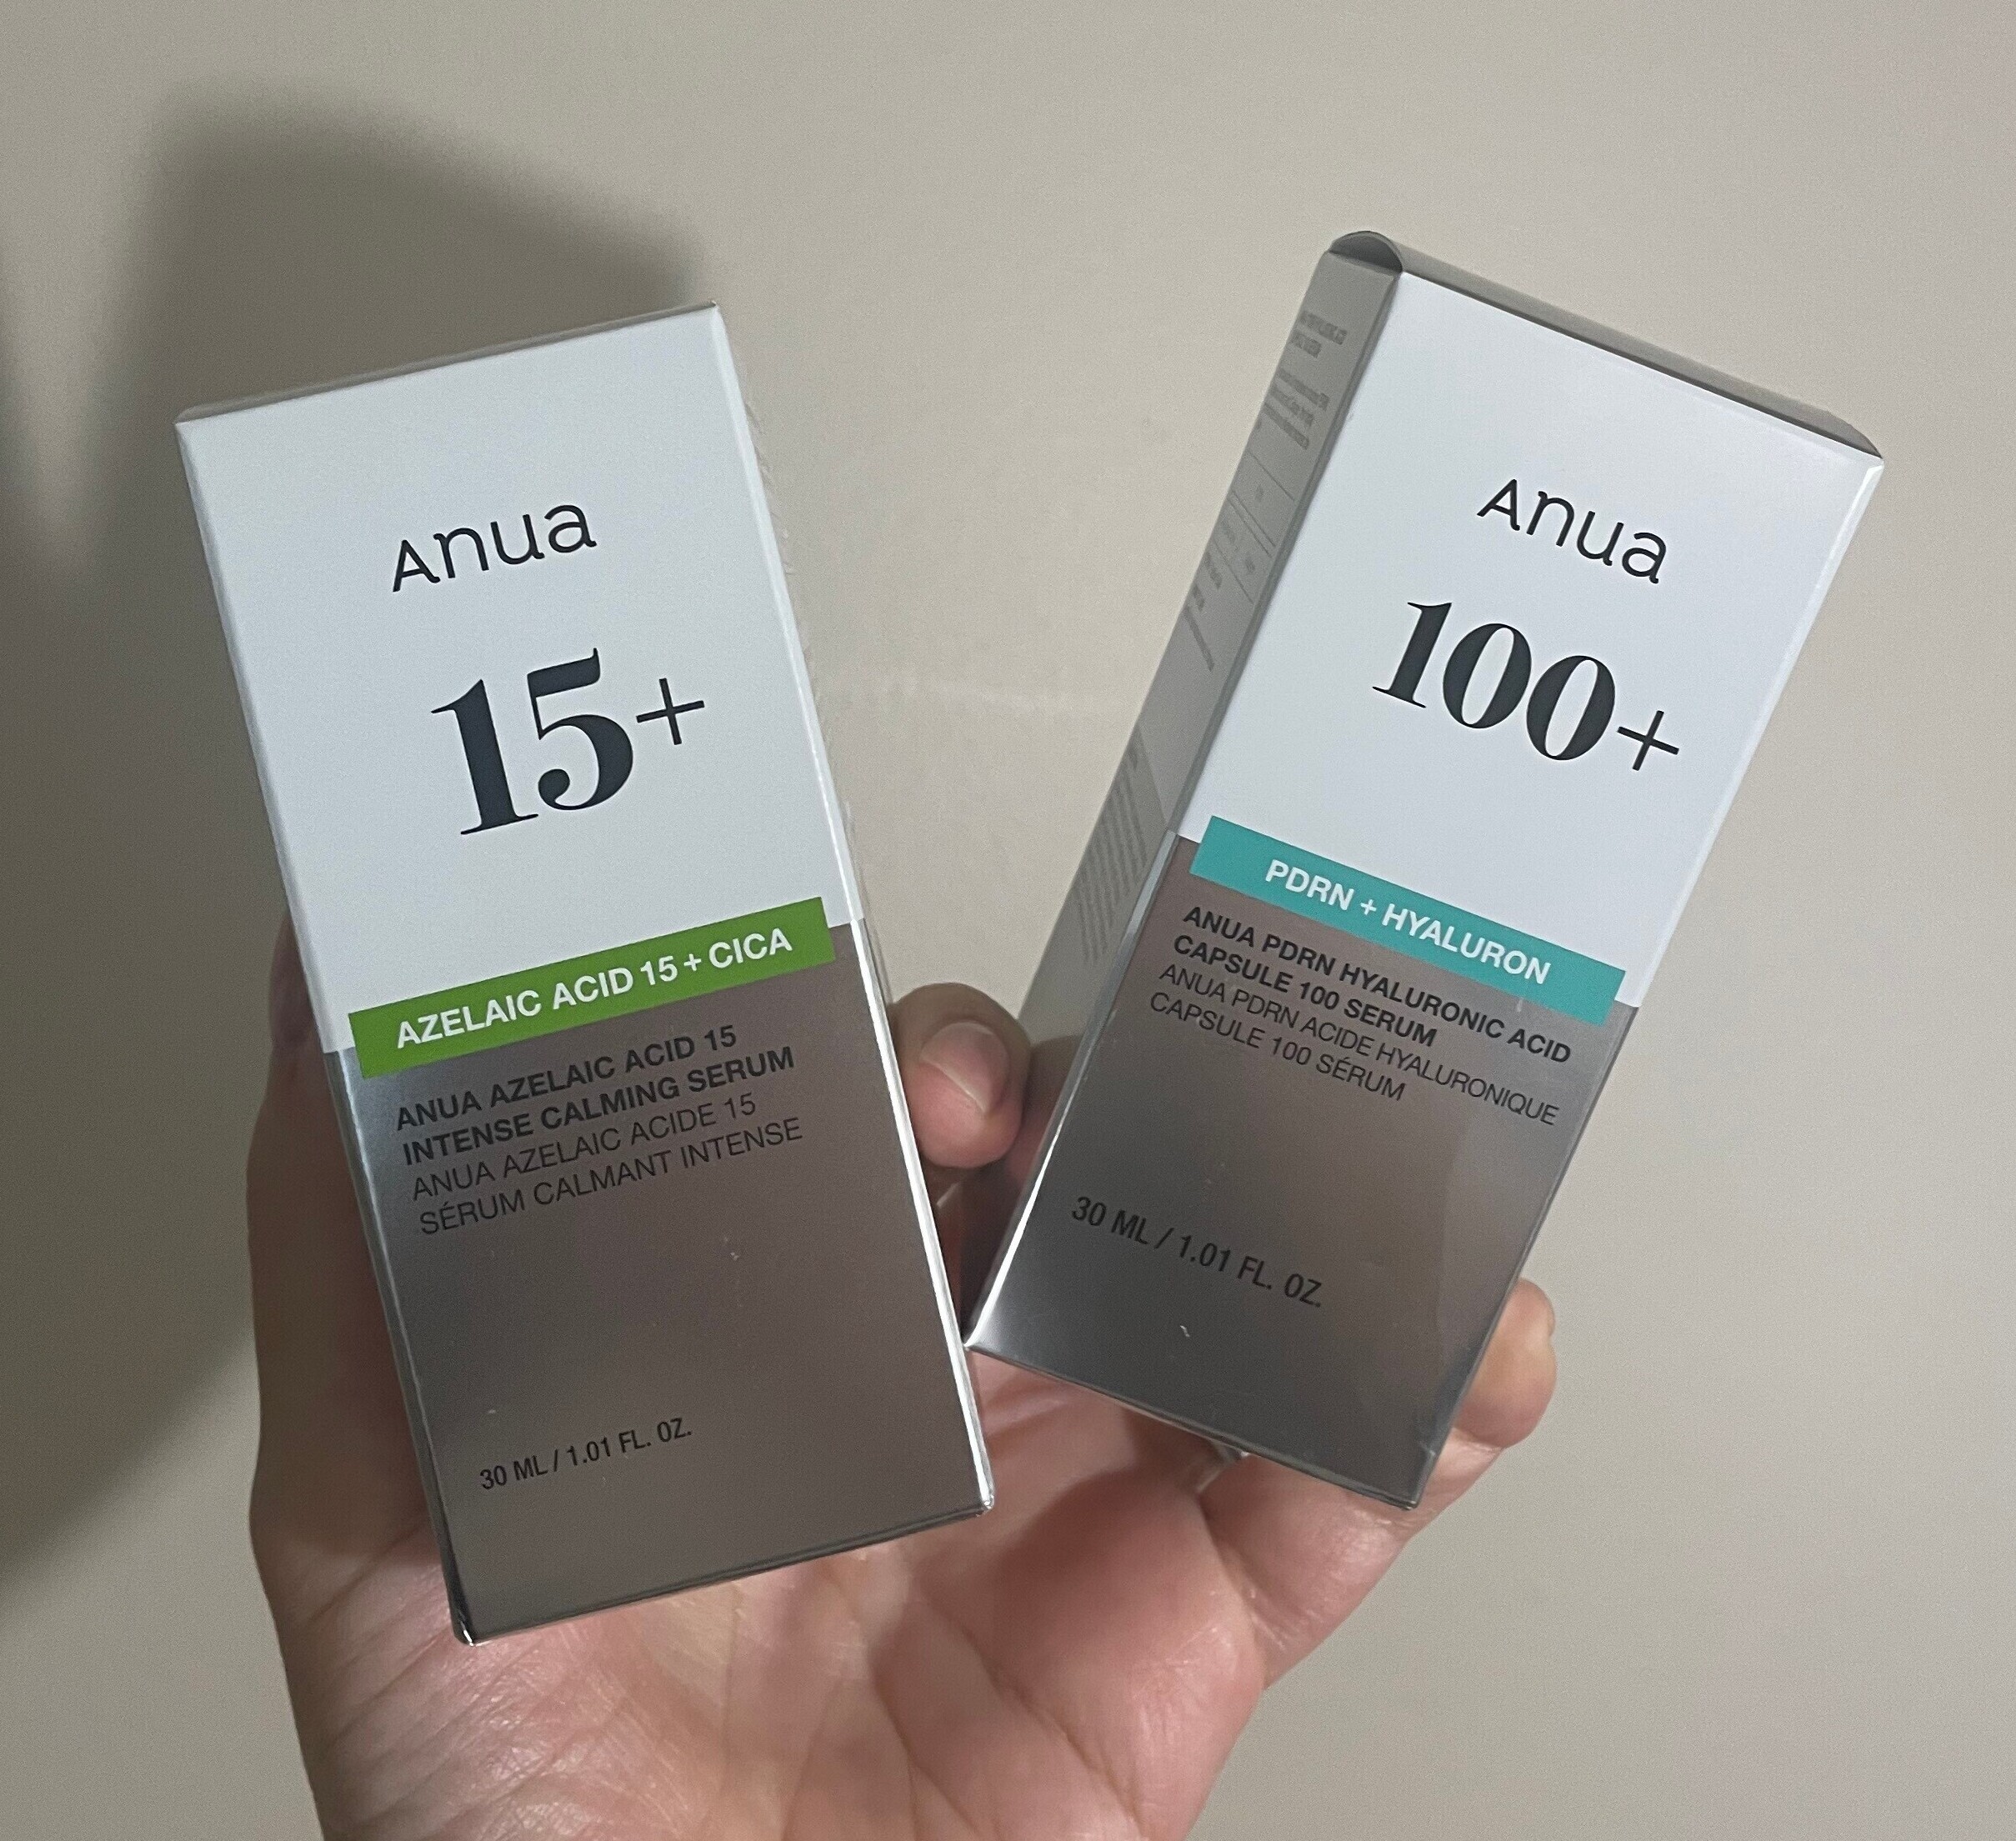 Anua
15+
AZELAIC ACID 15 + CICA
ANUA AZELAIC ACID 15
INTENSE CALMING SERUM
ANUA AZELAIC ACIDE 15
SÉRUM CALMANT INTENSE
30 ML / 1.01 FL. OZ.
Anua
100+
PDRN + HYALURON
ANUA PDRN HYALURONIC ACID
CAPSULE 100 SERUM
ANUA PDRN ACIDE HYALURONIQUE
CAPSULE 100 SÉRUM
30 ML / 1.01 FL. OZ.